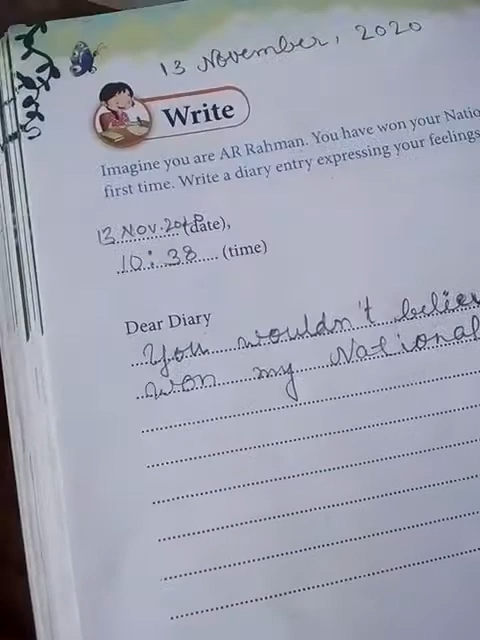 13 November, 2020
Write
Imagine you are AR Rahman. You have won your Natio
first time. Write a diary entry expressing your feelings
13 Nov.2018 (date),
10:38 (time)
Dear Diary
You wouldn't believ
won my National